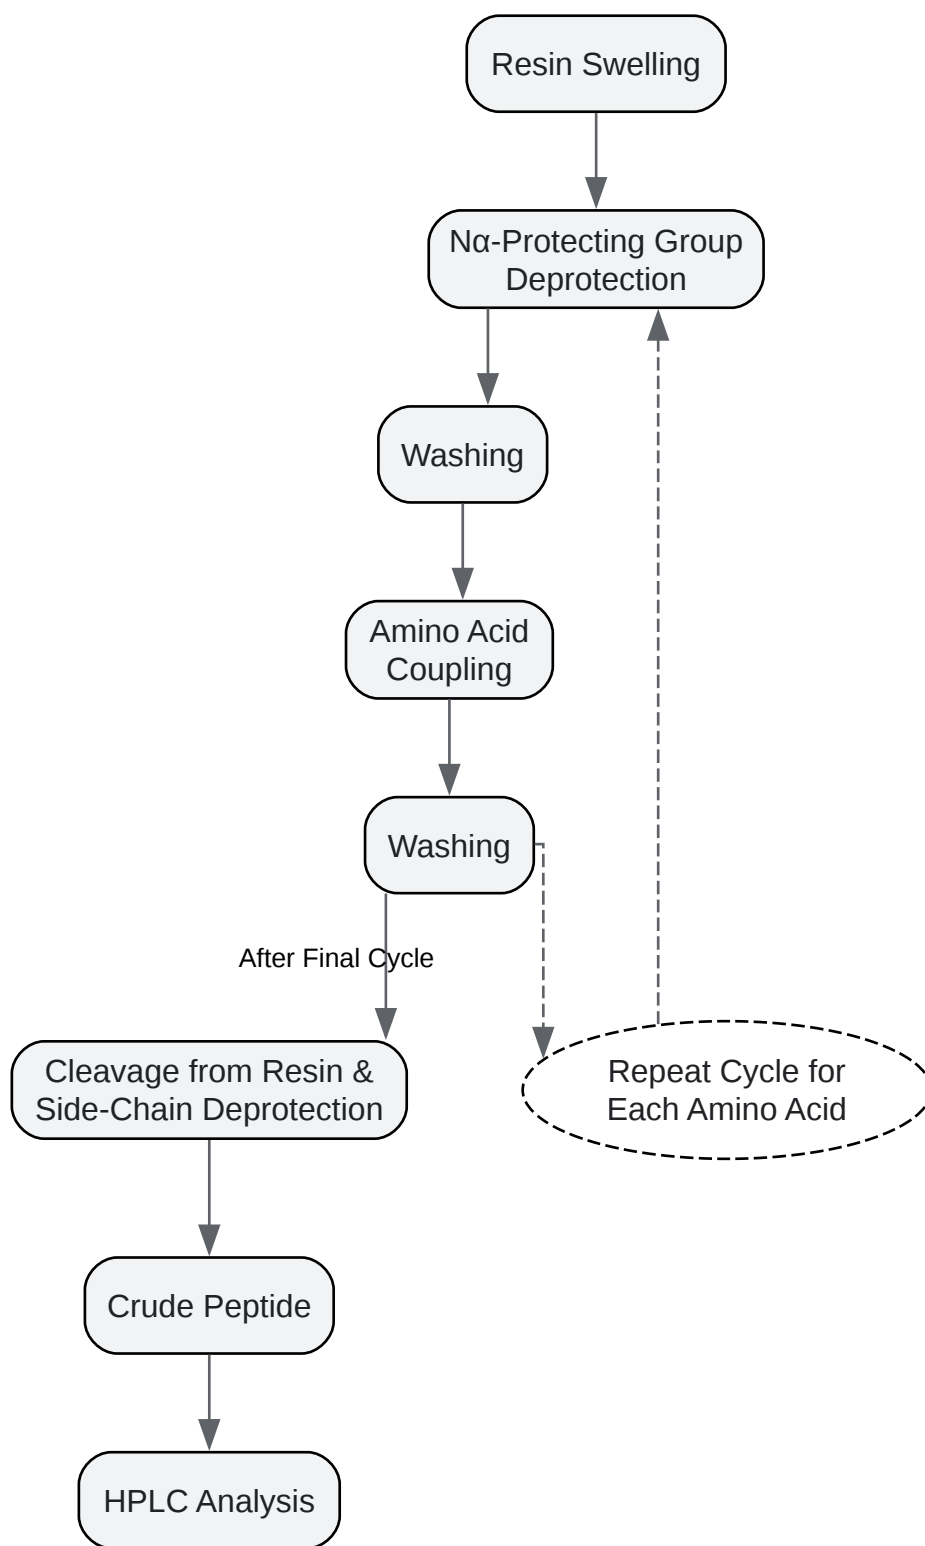 Resin Swelling
Nα-Protecting Group
Deprotection
Washing
Amino Acid
Coupling
Washing
After Final Cycle
Cleavage from Resin &
Side-Chain Deprotection
Repeat Cycle for
Each Amino Acid
Crude Peptide
HPLC Analysis